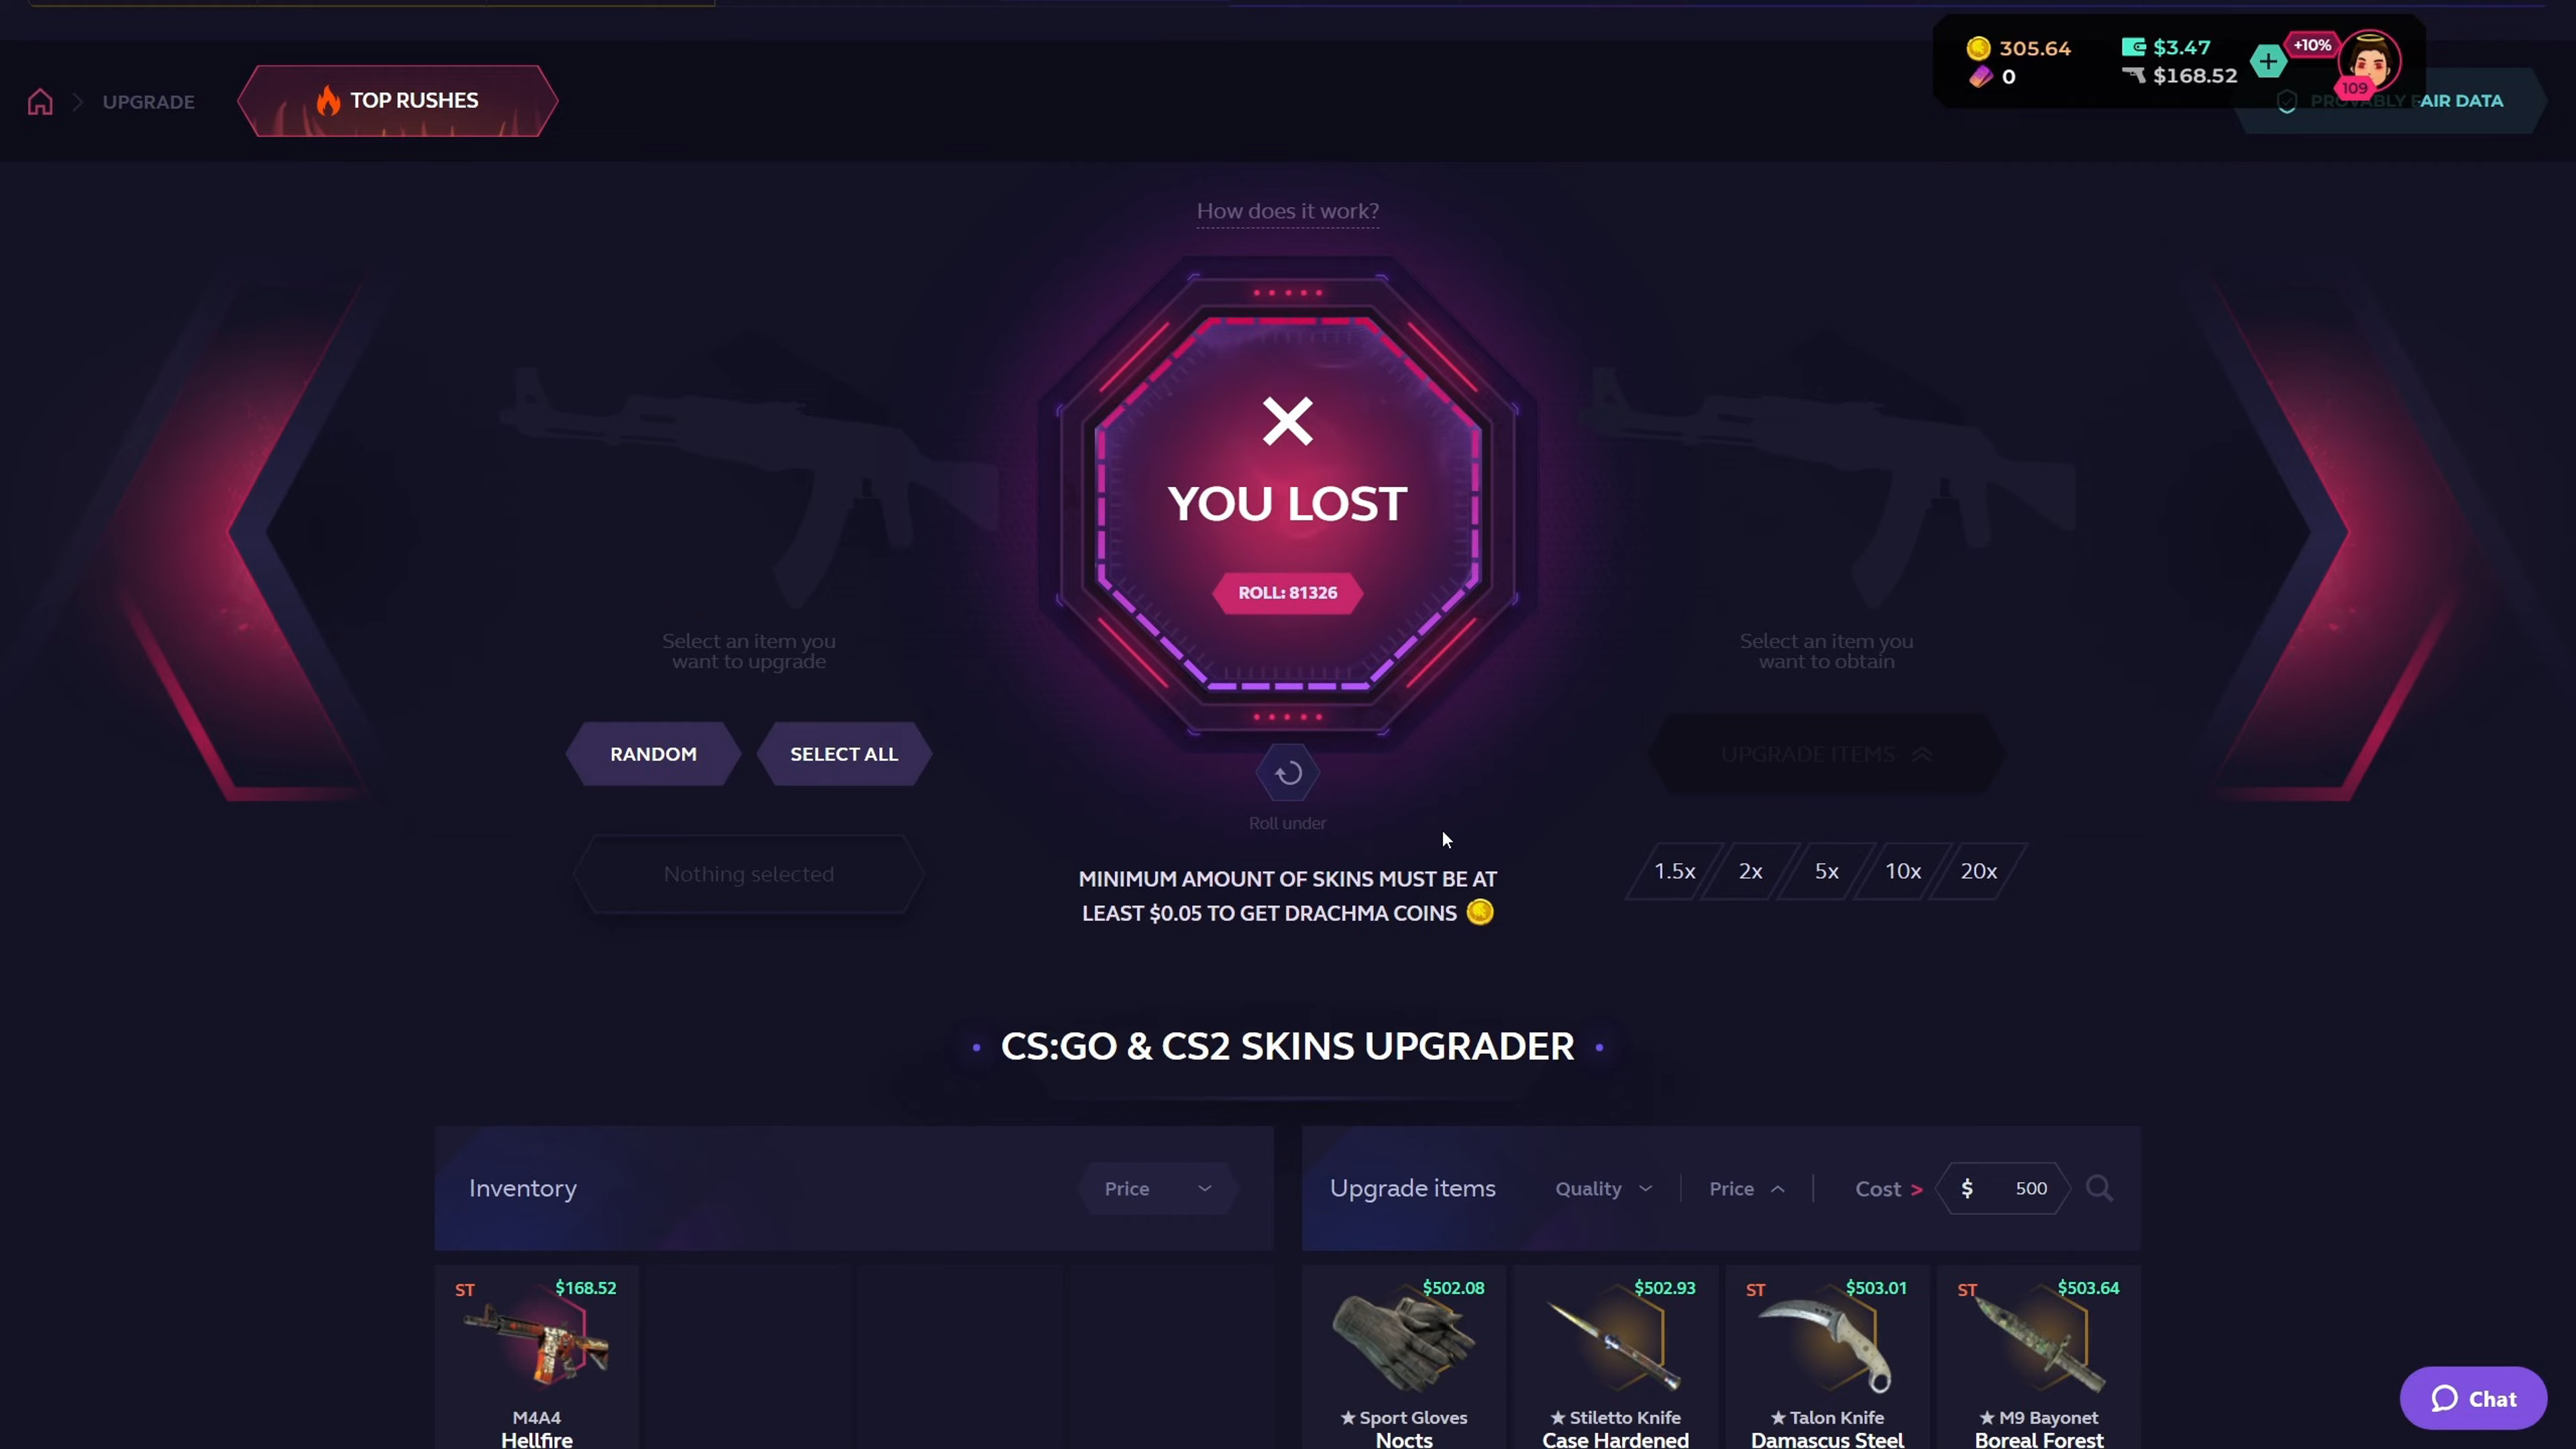 305.64
$3.47
+10%
0
$168.52
109
UPGRADE
TOP RUSHES
PROVABLY FAIR DATA
How does it work?
YOU LOST
ROLL: 81326
Select an item you
want to upgrade
Select an item you
want to obtain
RANDOM
SELECT ALL
UPGRADE ITEMS
Roll under
Nothing selected
1.5x
2x
5x
10x
20x
MINIMUM AMOUNT OF SKINS MUST BE AT
LEAST $0.05 TO GET DRACHMA COINS
CS:GO & CS2 SKINS UPGRADER
Inventory
Price
Upgrade items
Quality
Price
Cost >
$ 500
ST
$168.52
M4A4
Hellfire
$502.08
★ Sport Gloves
Nocts
$502.93
★ Stiletto Knife
Case Hardened
ST
$503.01
★ Talon Knife
Damascus Steel
ST
$503.64
★ M9 Bayonet
Boreal Forest
Chat